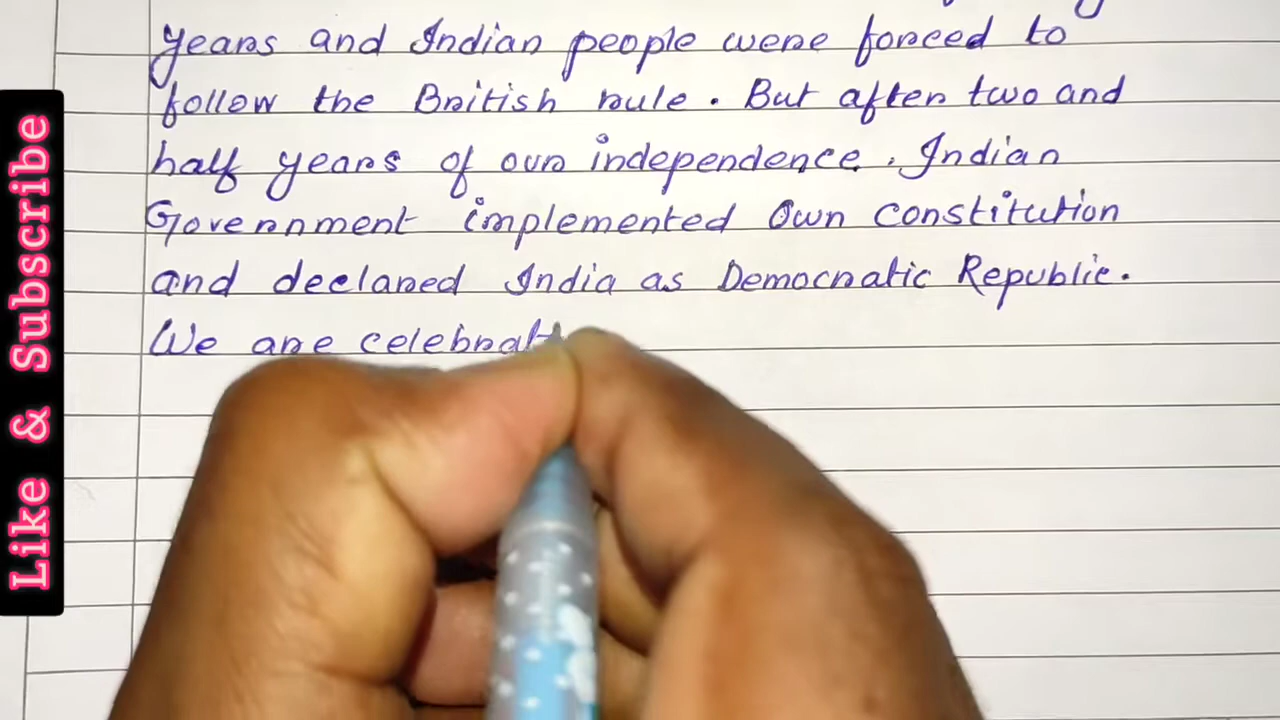 years and Indian people were forced to
follow the British rule. But after two and
half years of our independence. Indian
Government implemented Own constitution
and declared India as Democratic Republic.
We are
Like & Subscribe